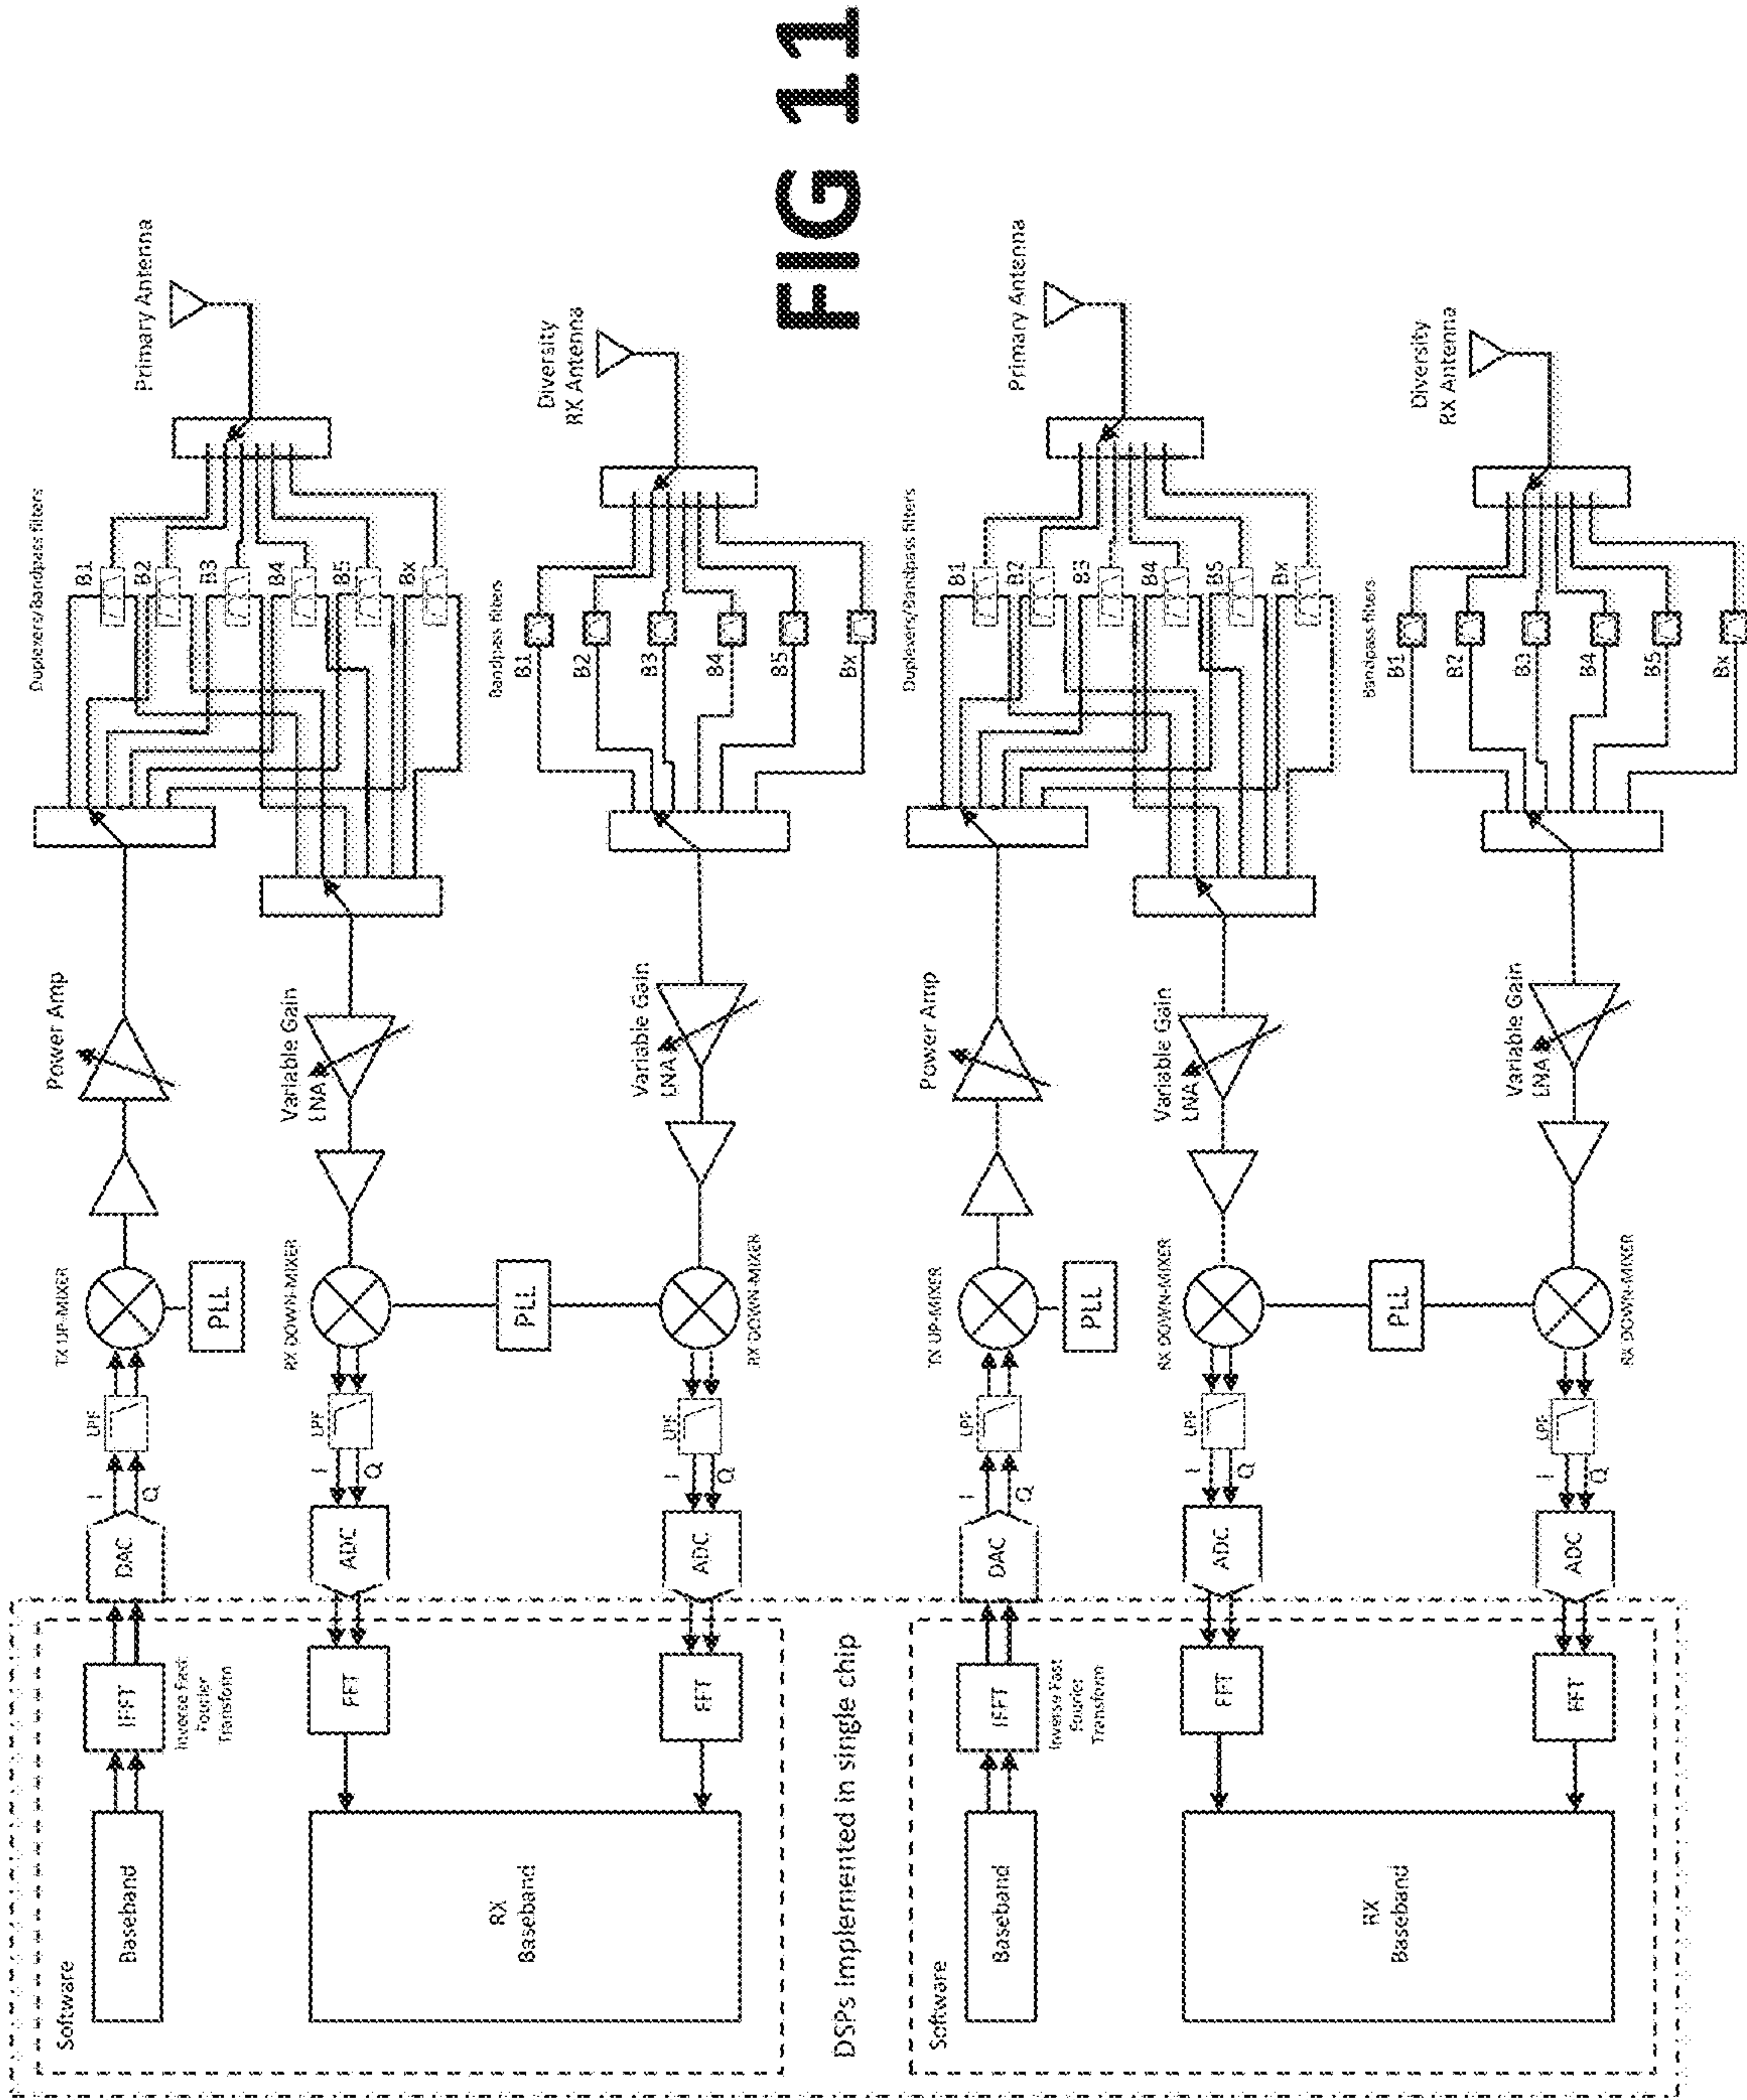 FIG 11
Software
Baseband
IFFT
Inverse Fast
Fourier
Transform
DAC
I
Q
LPF
TX UP-MIXER
PLL
Power Amp
Duplexers/Bandpass filters
B1
B2
B3
B4
B5
Bx
Primary Antenna
RX
Baseband
FFT
ADC
I
Q
LPF
RX DOWN-MIXER
PLL
Variable Gain
LNA
FFT
ADC
I
Q
LPF
RX DOWN-MIXER
Variable Gain
LNA
Bandpass filters
B1
B2
B3
B4
B5
Bx
Diversity
RX Antenna
DSPs implemented in single chip
Software
Baseband
IFFT
Inverse Fast
Fourier
Transform
DAC
I
Q
LPF
TX UP-MIXER
PLL
Power Amp
Duplexers/Bandpass filters
B1
B2
B3
B4
B5
Bx
Primary Antenna
RX
Baseband
FFT
ADC
I
Q
LPF
RX DOWN-MIXER
PLL
Variable Gain
LNA
FFT
ADC
I
Q
LPF
RX DOWN-MIXER
Variable Gain
LNA
Bandpass filters
B1
B2
B3
B4
B5
Bx
Diversity
RX Antenna